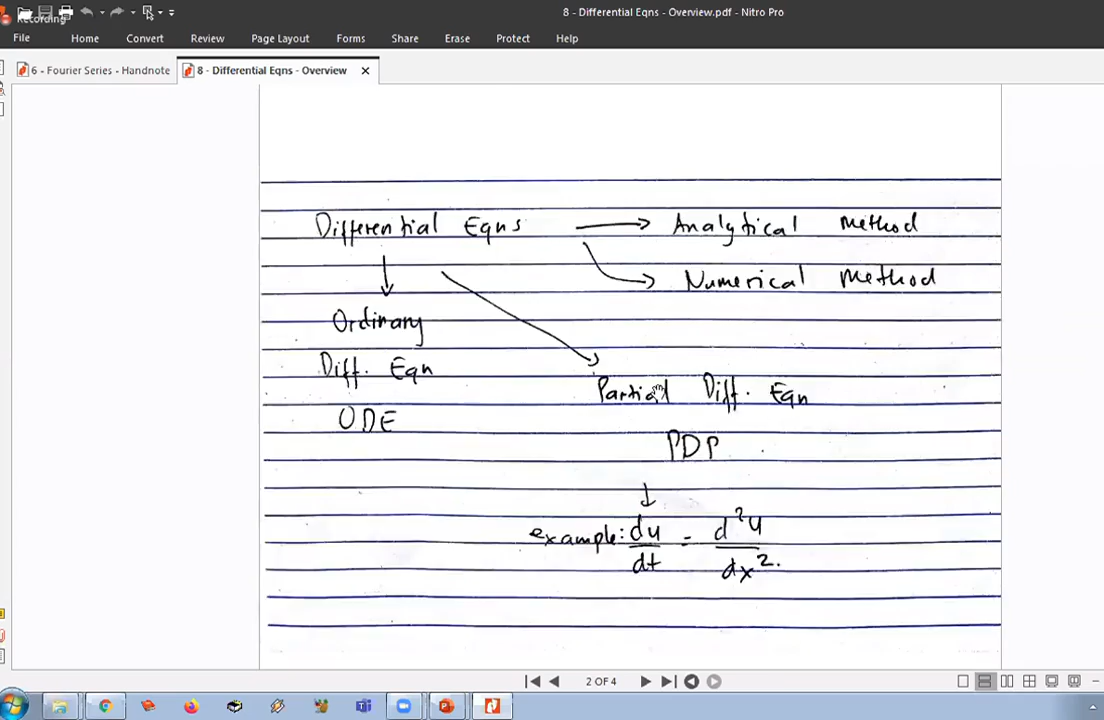 Recording
8 - Differential Eqns - Overview.pdf - Nitro Pro
File Home Convert Review Page Layout Forms Share Erase Protect Help
6 - Fourier Series - Handnote 8 - Differential Eqns - Overview
Differential Eqns → Analytical Method
→ Numerical Method
Ordinary
Diff. Eqn
ODE
Partial Diff. Eqn
PDP
example: du/dt = d²u/dx².
2 OF 4